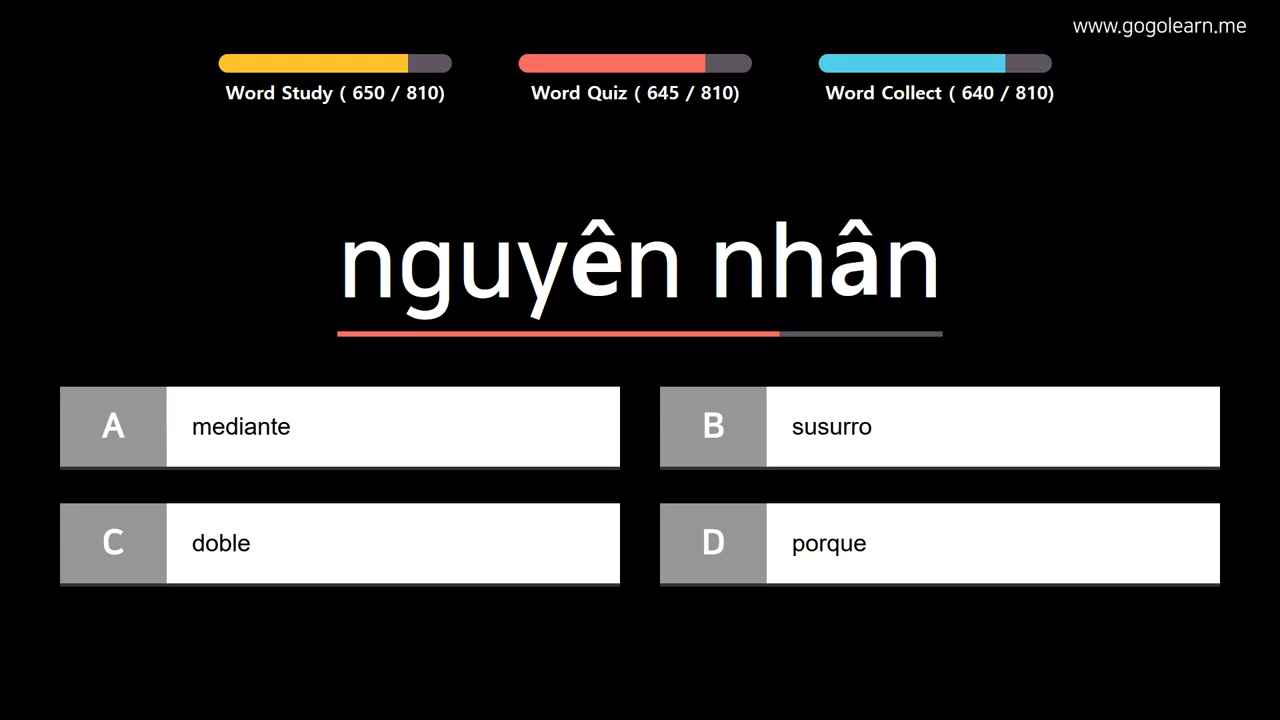 www.gogolearn.me
Word Study ( 650 / 810)
Word Quiz ( 645 / 810)
Word Collect ( 640 / 810)
nguyên nhân
A mediante
B susurro
C doble
D porque